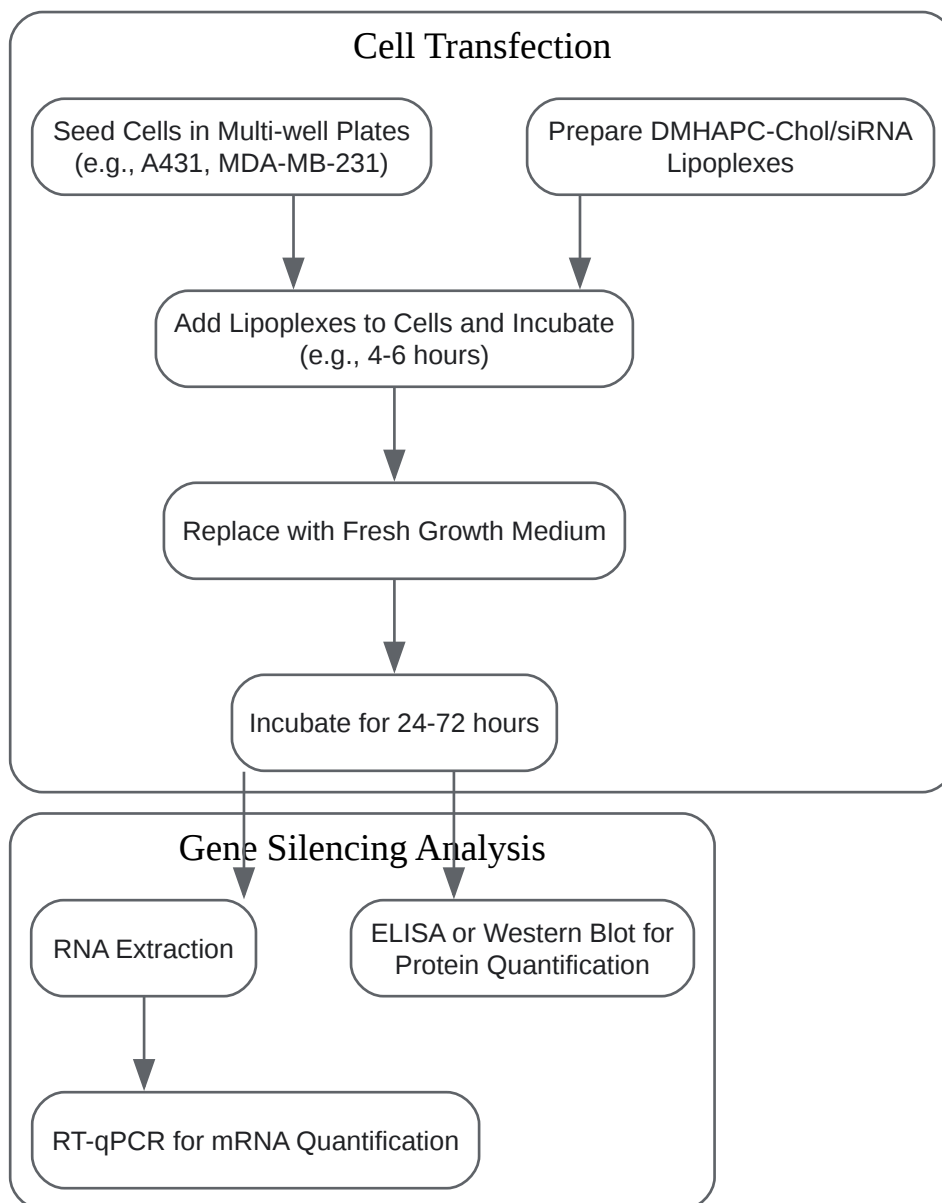 Cell Transfection
Seed Cells in Multi-well Plates
(e.g., A431, MDA-MB-231)
Prepare DMHAPC-Chol/siRNA
Lipoplexes
Add Lipoplexes to Cells and Incubate
(e.g., 4-6 hours)
Replace with Fresh Growth Medium
Incubate for 24-72 hours
Gene Silencing Analysis
RNA Extraction
ELISA or Western Blot for
Protein Quantification
RT-qPCR for mRNA Quantification